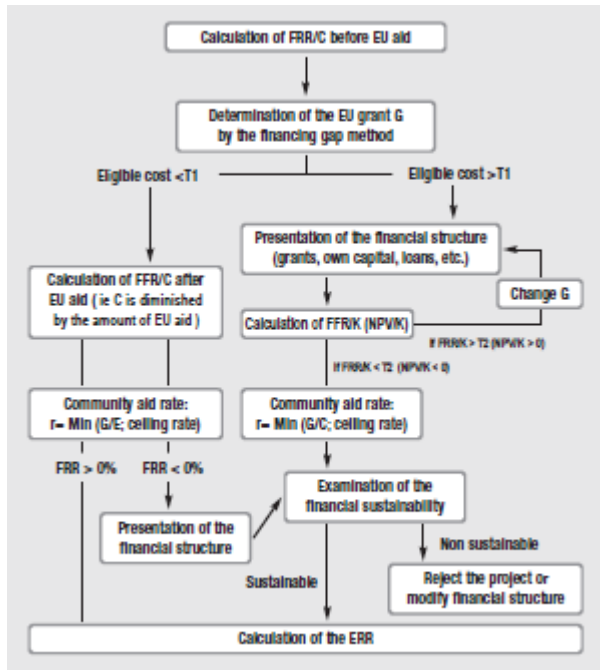 Calculation of FRR/C before EU aid
Determination of the EU grant G
by the financing gap method
Eligible cost <T1
Eligible cost >T1
Presentation of the financial structure
(grants, own capital, loans, etc.)
Calculation of FFR/C after
EU aid ( ie C is diminished
by the amount of EU aid )
Change G
Calculation of FFR/K (NPV/K)
If FRR/K > T2 (NPV/K > 0)
If FRR/K < T2 (NPV/K < 0)
Community aid rate:
r= Min (G/E; ceiling rate)
Community aid rate:
r= Min (G/C; ceiling rate)
FRR > 0%
FRR < 0%
Examination of the
financial sustainability
Presentation of the
financial structure
Non sustainable
Sustainable
Reject the project or
modify financial structure
Calculation of the ERR